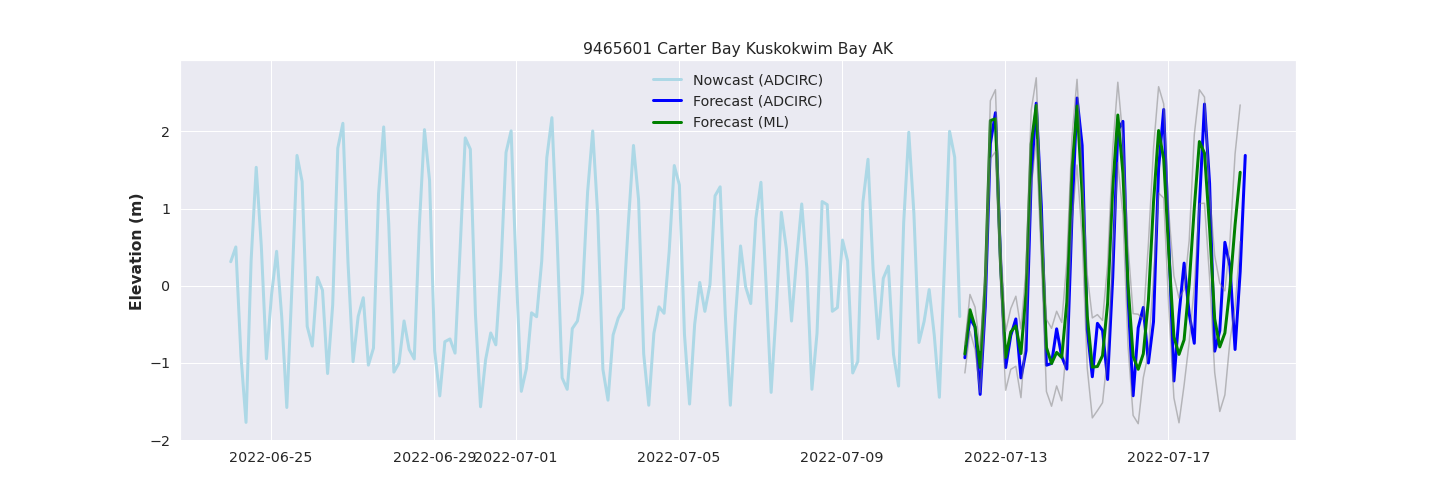 9465601 Carter Bay Kuskokwim Bay AK
Nowcast (ADCIRC)
Forecast (ADCIRC)
Forecast (ML)
Elevation (m)
2
1
0
−1
−2
2022-06-25 2022-06-29 2022-07-01 2022-07-05 2022-07-09 2022-07-13 2022-07-17